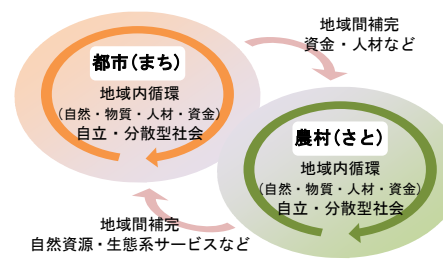 地域間補完
資金・人材など
都市（まち）
地域内循環
（自然・物質・人材・資金）
自立・分散型社会
農村（さと）
地域内循環
（自然・物質・人材・資金）
自立・分散型社会
地域間補完
自然資源・生態系サービスなど